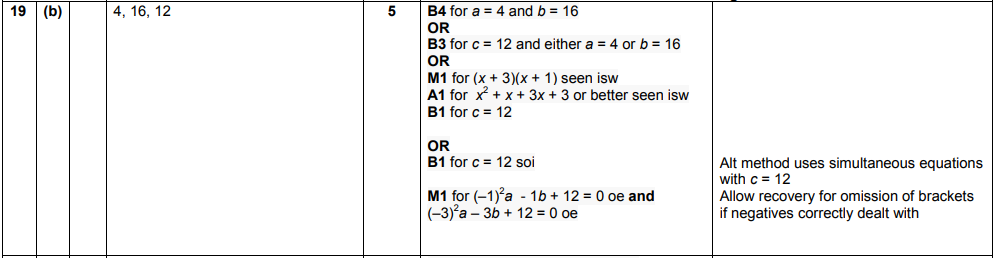 19 (b) 4, 16, 12 5 B4 for a = 4 and b = 16
OR
B3 for c = 12 and either a = 4 or b = 16
OR
M1 for (x + 3)(x + 1) seen isw
A1 for x² + x + 3x + 3 or better seen isw
B1 for c = 12
OR
B1 for c = 12 soi
Alt method uses simultaneous equations
with c = 12
M1 for (–1)²a - 1b + 12 = 0 oe and
Allow recovery for omission of brackets
(–3)²a – 3b + 12 = 0 oe
if negatives correctly dealt with